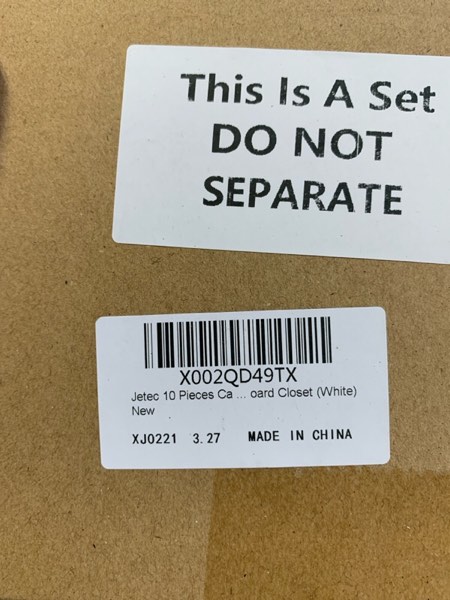 This Is A Set
DO NOT
SEPARATE
X002QD49TX
Jetec 10 Pieces Ca ... oard Closet (White)
New
XJ0221 3.27 MADE IN CHINA